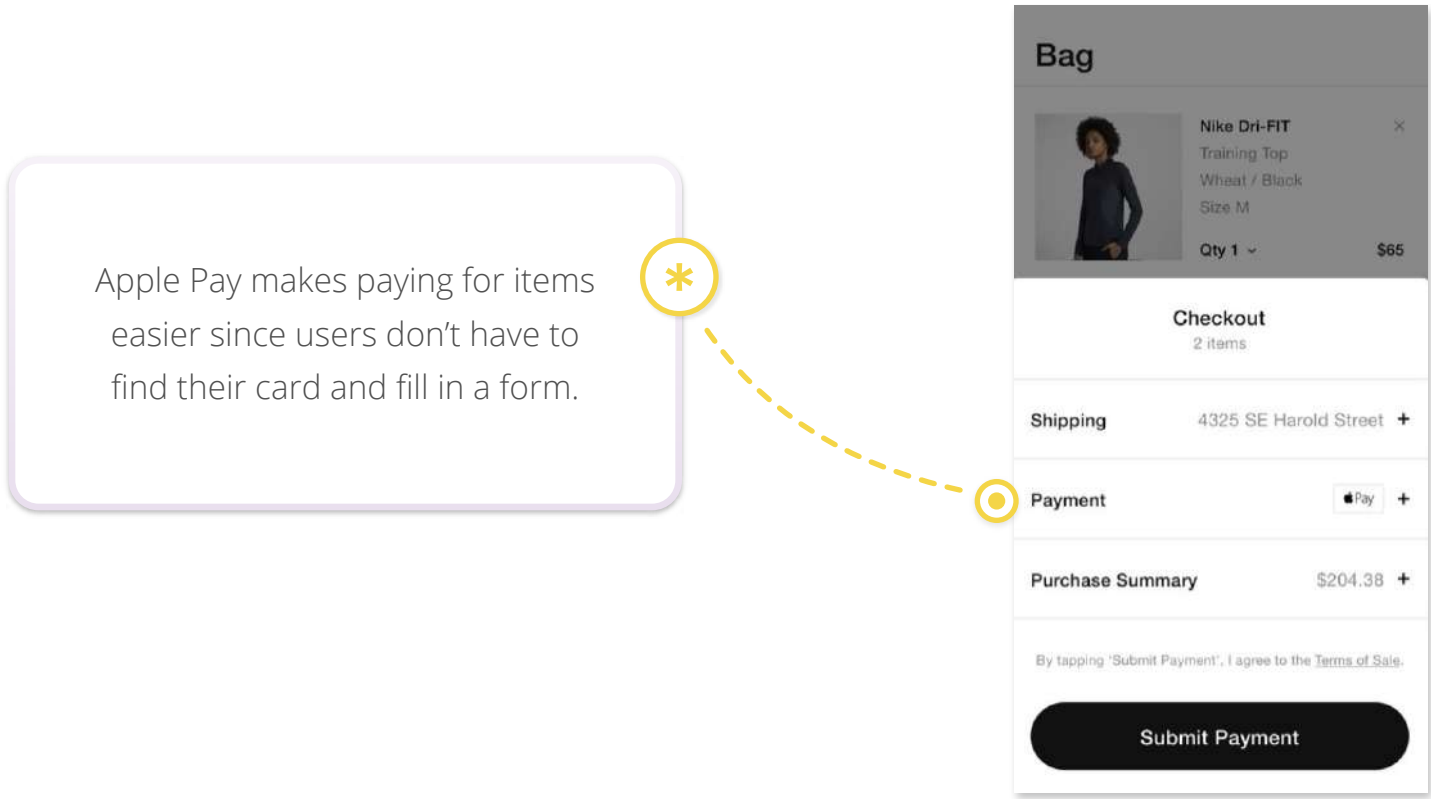 Apple Pay makes paying for items
easier since users don’t have to
find their card and fill in a form.
*
Bag
Nike Dri-FIT
Training Top
Wheat / Black
Size M
Qty 1
$65
Checkout
2 items
Shipping 4325 SE Harold Street +
Payment Pay +
Purchase Summary $204.38 +
By tapping ‘Submit Payment’, I agree to the Terms of Sale.
Submit Payment